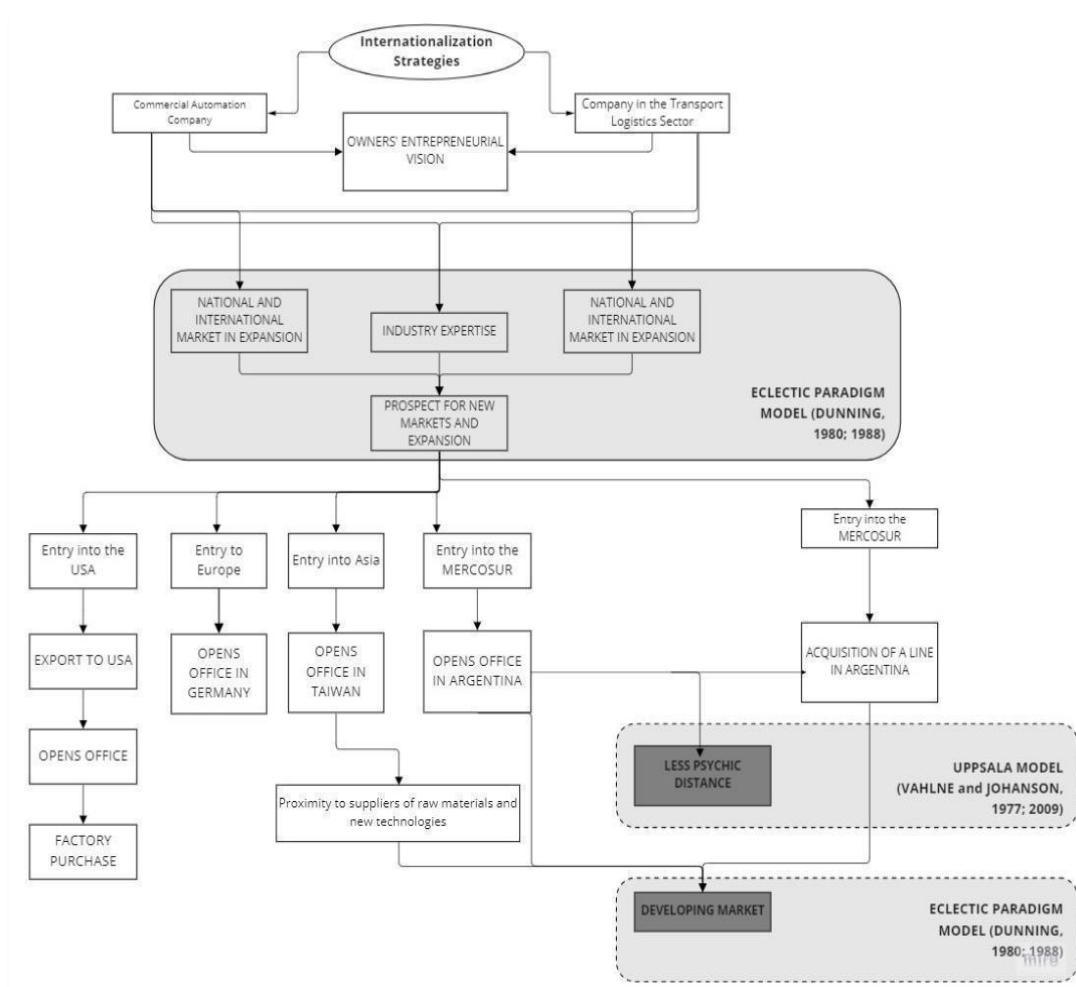 Internationalization
Strategies
Commercial Automation
Company
Company in the Transport
Logistics Sector
OWNERS' ENTREPRENEURIAL
VISION
NATIONAL AND
INTERNATIONAL
MARKET IN EXPANSION
INDUSTRY EXPERTISE
NATIONAL AND
INTERNATIONAL
MARKET IN EXPANSION
PROSPECT FOR NEW
MARKETS AND
EXPANSION
ECLECTIC PARADIGM
MODEL (DUNNING,
1980; 1988)
Entry into the
USA
Entry to
Europe
Entry into Asia
Entry into the
MERCOSUR
Entry into the
MERCOSUR
EXPORT TO USA
OPENS
OFFICE IN
GERMANY
OPENS
OFFICE IN
TAIWAN
OPENS OFFICE
IN ARGENTINA
ACQUISITION OF A LINE
IN ARGENTINA
OPENS OFFICE
LESS PSYCHIC
DISTANCE
UPPSALA MODEL
(VAHLNE and JOHANSON,
1977; 2009)
Proximity to suppliers of raw materials and
new technologies
FACTORY
PURCHASE
DEVELOPING MARKET
ECLECTIC PARADIGM
MODEL (DUNNING,
1980; 1988)
miro